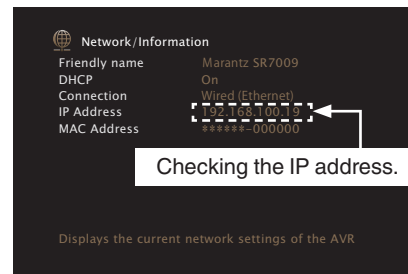 Network/Information
Friendly name Marantz SR7009
DHCP On
Connection Wired (Ethernet)
IP Address 192.168.100.19
MAC Address ******-000000
Checking the IP address.
Displays the current network settings of the AVR